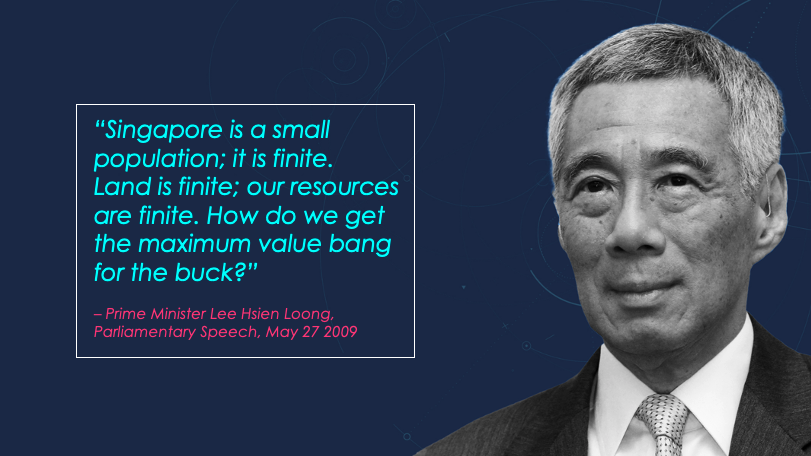 “Singapore is a small
population; it is finite.
Land is finite; our resources
are finite. How do we get
the maximum value bang
for the buck?”
– Prime Minister Lee Hsien Loong,
Parliamentary Speech, May 27 2009